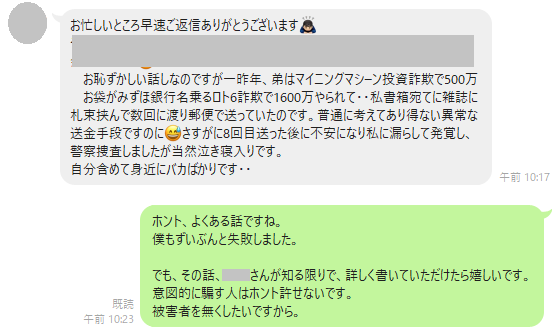 お忙しいところ早速ご返信ありがとうございます🙇🏻‍♂️
お恥ずかしい話しなのですが一昨年、弟はマイニングマシーン投資詐欺で500万
お袋がみずほ銀行名乗るﾛﾄ6詐欺で1600万やられて‥私書箱宛てに雑誌に
札束挟んで数回に渡り郵便で送っていたのです。普通に考えてあり得ない異常な
送金手段ですのに😅さすがに8回目送った後に不安になり私に漏らして発覚し、
警察捜査しましたが当然泣き寝入りです。
自分含めて身近にバカばかりです‥
午前 10:17
ホント、よくある話ですね。
僕もずいぶんと失敗しました。
でも、その話、さんが知る限りで、詳しく書いていただけたら嬉しいです。
意図的に騙す人はホント許せないです。
被害者を無くしたいですから。
既読
午前 10:23